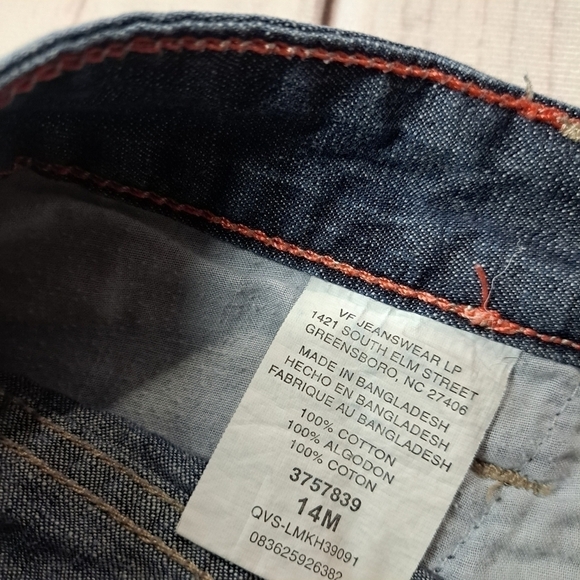 VF JEANSWEAR LP
1421 SOUTH ELM STREET
GREENSBORO, NC 27406
MADE IN BANGLADESH
HECHO EN BANGLADESH
FABRIQUE AU BANGLADESH
100% COTTON
100% ALGODON
100% COTON
3757839
14M
QVS-LMKH39091
083625926382